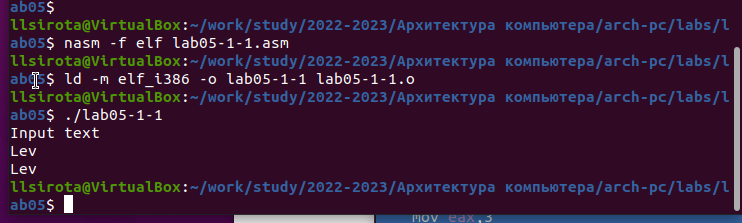 ab05$
llsirota@VirtualBox:~/work/study/2022-2023/Архитектура компьютера/arch-pc/labs/l
ab05$ nasm -f elf lab05-1-1.asm
llsirota@VirtualBox:~/work/study/2022-2023/Архитектура компьютера/arch-pc/labs/l
ab05$ ld -m elf_i386 -o lab05-1-1 lab05-1-1.o
llsirota@VirtualBox:~/work/study/2022-2023/Архитектура компьютера/arch-pc/labs/l
ab05$ ./lab05-1-1
Input text
Lev
Lev
llsirota@VirtualBox:~/work/study/2022-2023/Архитектура компьютера/arch-pc/labs/l
ab05$
mov eax,3